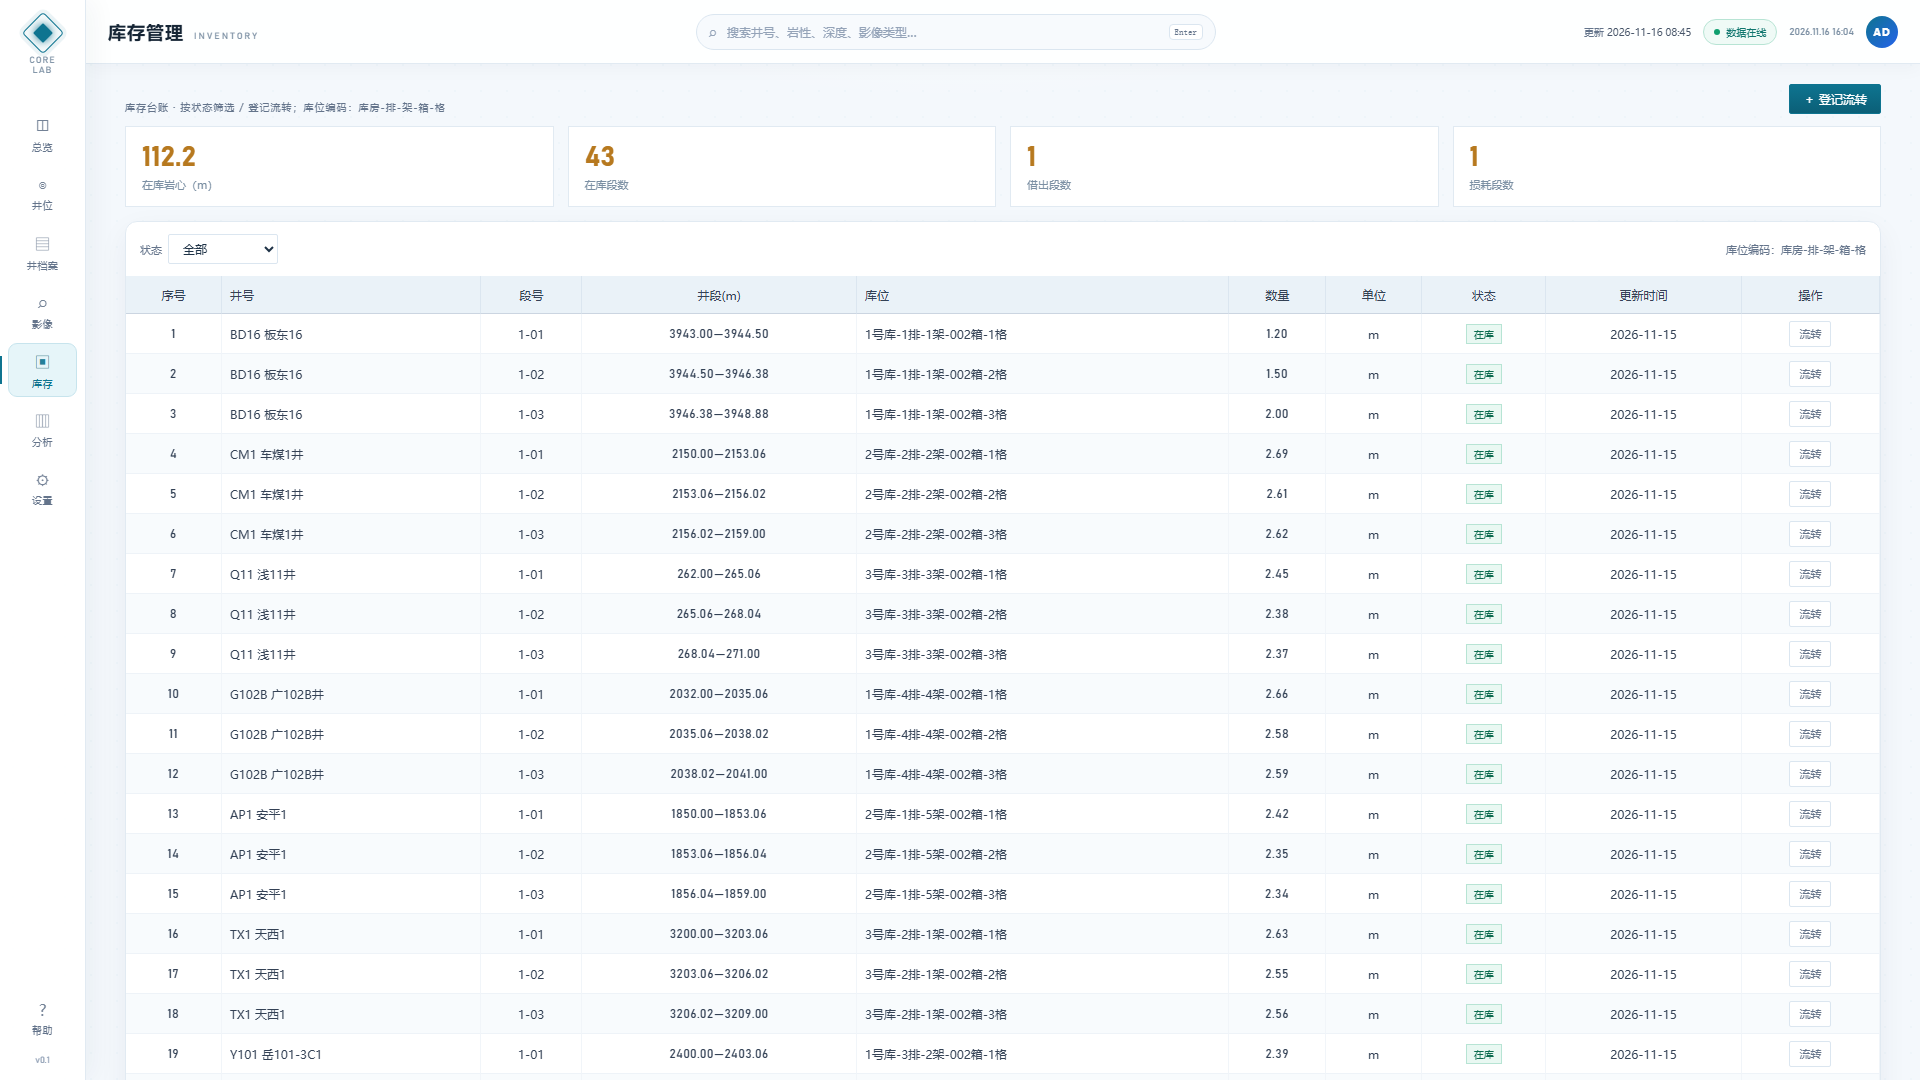 CORE
LAB
总览
井位
井档案
影像
库存
分析
设置
?
帮助
v0.1
库存管理 INVENTORY
搜索井号、岩性、深度、影像类型... Enter
更新 2026-11-16 08:45 数据在线 2026.11.16 16:04 AD
库存台账 · 按状态筛选 / 登记流转；库位编码：库房-排-架-箱-格
+ 登记流转
112.2
在库岩心（m）
43
在库段数
1
借出段数
1
损耗段数
状态 全部 库位编码：库房-排-架-箱-格
序号 井号 段号 井段(m) 库位 数量 单位 状态 更新时间 操作
1 BD16 板东16 1-01 3943.00—3944.50 1号库-1排-1架-002箱-1格 1.20 m 在库 2026-11-15 流转
2 BD16 板东16 1-02 3944.50—3946.38 1号库-1排-1架-002箱-2格 1.50 m 在库 2026-11-15 流转
3 BD16 板东16 1-03 3946.38—3948.88 1号库-1排-1架-002箱-3格 2.00 m 在库 2026-11-15 流转
4 CM1 车煤1井 1-01 2150.00—2153.06 2号库-2排-2架-002箱-1格 2.69 m 在库 2026-11-15 流转
5 CM1 车煤1井 1-02 2153.06—2156.02 2号库-2排-2架-002箱-2格 2.61 m 在库 2026-11-15 流转
6 CM1 车煤1井 1-03 2156.02—2159.00 2号库-2排-2架-002箱-3格 2.62 m 在库 2026-11-15 流转
7 Q11 浅11井 1-01 262.00—265.06 3号库-3排-3架-002箱-1格 2.45 m 在库 2026-11-15 流转
8 Q11 浅11井 1-02 265.06—268.04 3号库-3排-3架-002箱-2格 2.38 m 在库 2026-11-15 流转
9 Q11 浅11井 1-03 268.04—271.00 3号库-3排-3架-002箱-3格 2.37 m 在库 2026-11-15 流转
10 G102B 广102B井 1-01 2032.00—2035.06 1号库-4排-4架-002箱-1格 2.66 m 在库 2026-11-15 流转
11 G102B 广102B井 1-02 2035.06—2038.02 1号库-4排-4架-002箱-2格 2.58 m 在库 2026-11-15 流转
12 G102B 广102B井 1-03 2038.02—2041.00 1号库-4排-4架-002箱-3格 2.59 m 在库 2026-11-15 流转
13 AP1 安平1 1-01 1850.00—1853.06 2号库-1排-5架-002箱-1格 2.42 m 在库 2026-11-15 流转
14 AP1 安平1 1-02 1853.06—1856.04 2号库-1排-5架-002箱-2格 2.35 m 在库 2026-11-15 流转
15 AP1 安平1 1-03 1856.04—1859.00 2号库-1排-5架-002箱-3格 2.34 m 在库 2026-11-15 流转
16 TX1 天西1 1-01 3200.00—3203.06 3号库-2排-1架-002箱-1格 2.63 m 在库 2026-11-15 流转
17 TX1 天西1 1-02 3203.06—3206.02 3号库-2排-1架-002箱-2格 2.55 m 在库 2026-11-15 流转
18 TX1 天西1 1-03 3206.02—3209.00 3号库-2排-1架-002箱-3格 2.56 m 在库 2026-11-15 流转
19 Y101 岳101-3C1 1-01 2400.00—2403.06 1号库-3排-2架-002箱-1格 2.39 m 在库 2026-11-15 流转